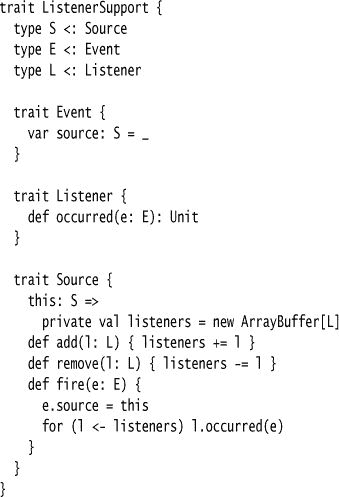 trait ListenerSupport {
  type S <: Source
  type E <: Event
  type L <: Listener

  trait Event {
    var source: S = _
  }

  trait Listener {
    def occurred(e: E): Unit
  }

  trait Source {
    this: S =>
      private val listeners = new ArrayBuffer[L]
    def add(l: L) { listeners += l }
    def remove(l: L) { listeners -= l }
    def fire(e: E) {
      e.source = this
      for (l <- listeners) l.occurred(e)
    }
  }
}